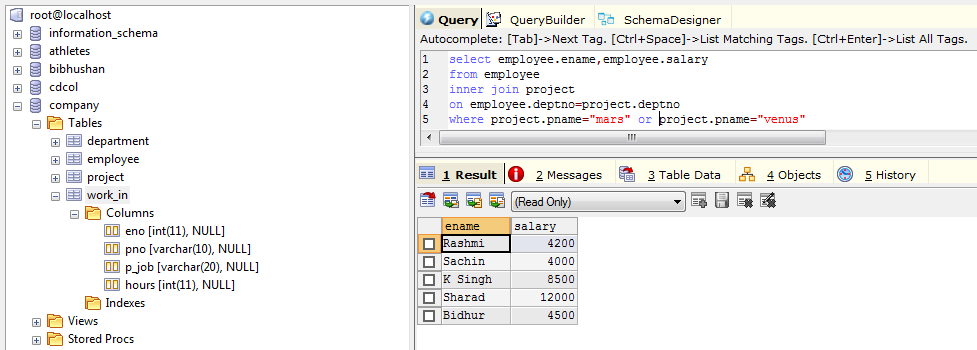 root@localhost
information_schema
athletes
bibhushan
cdcol
company
Tables
department
employee
project
work_in
Columns
eno [int(11), NULL]
pno [varchar(10), NULL]
p_job [varchar(20), NULL]
hours [int(11), NULL]
Indexes
Views
Stored Procs
Query QueryBuilder SchemaDesigner
Autocomplete: [Tab]->Next Tag. [Ctrl+Space]->List Matching Tags. [Ctrl+Enter]->List All Tags.
1 select employee.ename,employee.salary
2 from employee
3 inner join project
4 on employee.deptno=project.deptno
5 where project.pname="mars" or project.pname="venus"
1 Result 2 Messages 3 Table Data 4 Objects 5 History
(Read Only)
ename salary
Rashmi 4200
Sachin 4000
K Singh 8500
Sharad 12000
Bidhur 4500